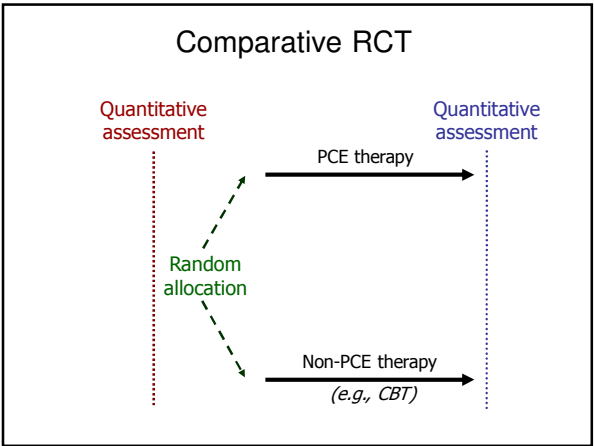 Comparative RCT
Quantitative
assessment
Quantitative
assessment
PCE therapy
Random
allocation
Non-PCE therapy
(e.g., CBT)